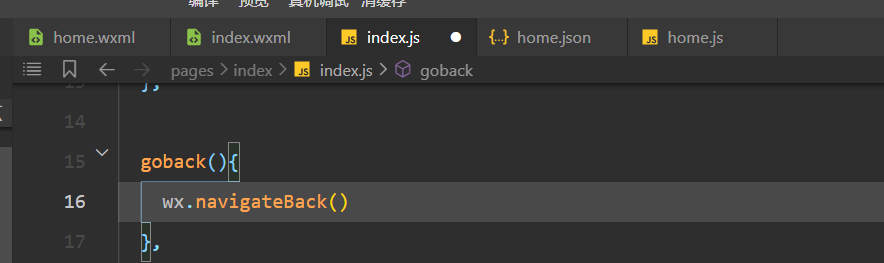 编译 预览 真机调试 清缓存
home.wxml index.wxml index.js home.json home.js
pages > index > index.js > goback
14
15 goback(){
16 wx.navigateBack()
17 },